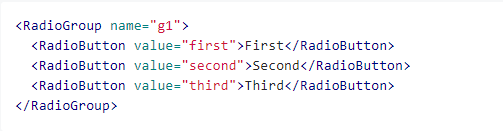 <RadioGroup name="g1">
  <RadioButton value="first">First</RadioButton>
  <RadioButton value="second">Second</RadioButton>
  <RadioButton value="third">Third</RadioButton>
</RadioGroup>